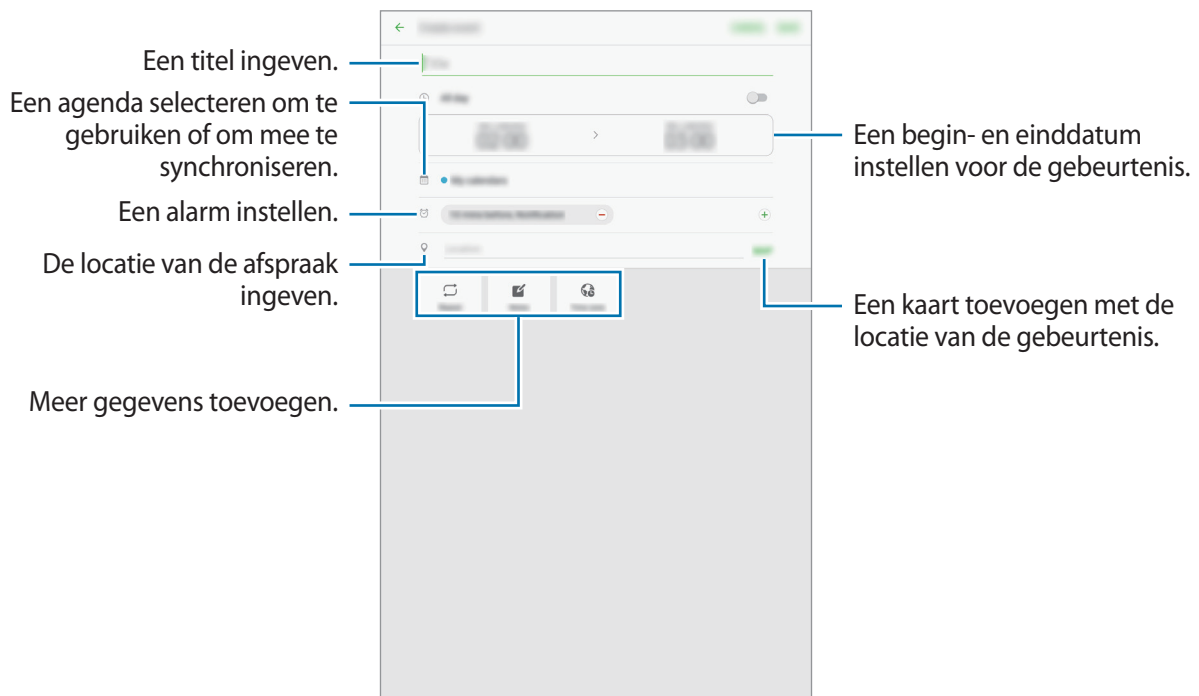 Een titel ingeven.
Een agenda selecteren om te
gebruiken of om mee te
synchroniseren.
Een alarm instellen.
De locatie van de afspraak
ingeven.
Meer gegevens toevoegen.
Een begin- en einddatum
instellen voor de gebeurtenis.
Een kaart toevoegen met de
locatie van de gebeurtenis.